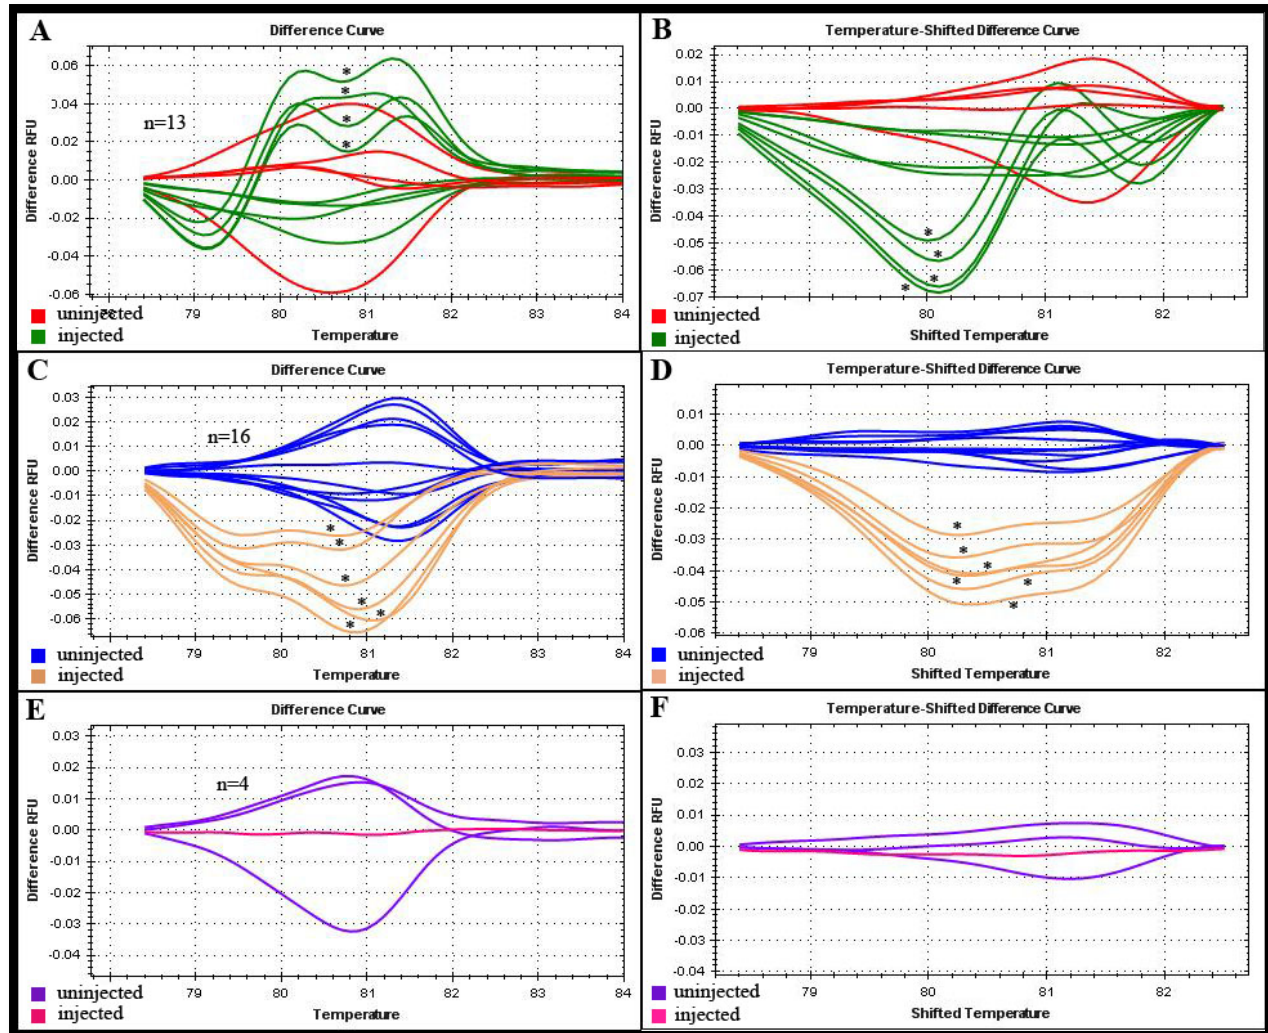 A
Difference Curve
Difference RFU
0.06
0.04
0.02
0.00
-0.02
-0.04
-0.06
n=13
*
*
*
*
79
80
81
82
83
84
Temperature
uninjected
injected
B
Temperature-Shifted Difference Curve
Difference RFU
0.02
0.01
0.00
-0.01
-0.02
-0.03
-0.04
-0.05
-0.06
-0.07
*
*
*
*
80
81
82
Shifted Temperature
uninjected
injected
C
Difference Curve
Difference RFU
0.03
0.02
0.01
0.00
-0.01
-0.02
-0.03
-0.04
-0.05
-0.06
n=16
*
*
*
*
*
*
79
80
81
82
83
84
Temperature
uninjected
injected
D
Temperature-Shifted Difference Curve
Difference RFU
0.01
0.00
-0.01
-0.02
-0.03
-0.04
-0.05
-0.06
*
*
*
*
*
*
79
80
81
82
Shifted Temperature
uninjected
injected
E
Difference Curve
Difference RFU
0.03
0.02
0.01
0.00
-0.01
-0.02
-0.03
-0.04
n=4
79
80
81
82
83
84
Temperature
uninjected
injected
F
Temperature-Shifted Difference Curve
Difference RFU
0.03
0.02
0.01
0.00
-0.01
-0.02
-0.03
-0.04
79
80
81
82
Shifted Temperature
uninjected
injected